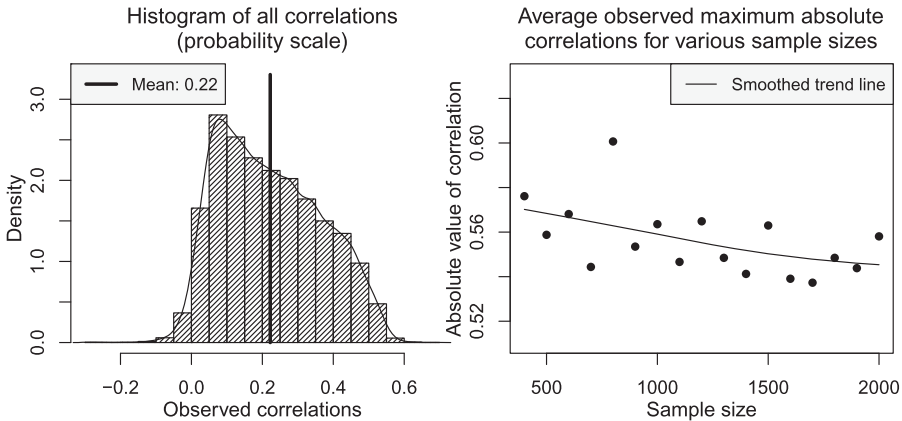 Histogram of all correlations
(probability scale)
Mean: 0.22
Density
0.0
1.0
2.0
3.0
−0.2
0.0
0.2
0.4
0.6
Observed correlations
Average observed maximum absolute
correlations for various sample sizes
Smoothed trend line
Absolute value of correlation
0.52
0.56
0.60
500
1000
1500
2000
Sample size